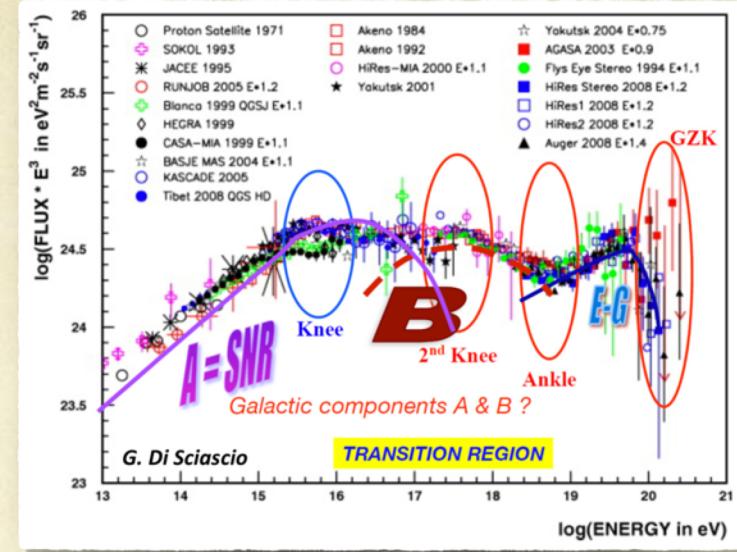 log(FLUX * E³ in eV²m⁻²s⁻¹sr⁻¹)
26
25.5
25
24.5
24
23.5
23
Proton Satellite 1971
SOKOL 1993
JACEE 1995
RUNJOB 2005 E*1.2
Blanca 1999 QGSJ E*1.1
HEGRA 1999
CASA-MIA 1999 E*1.1
BASJE MAS 2004 E*1.1
KASCADE 2005
Tibet 2008 QGS HD
Akeno 1984
Akeno 1992
HiRes-MIA 2000 E*1.1
Yakutsk 2001
Yakutsk 2004 E*0.75
AGASA 2003 E*0.9
Flys Eye Stereo 1994 E*1.1
HiRes Stereo 2008 E*1.2
HiRes1 2008 E*1.2
HiRes2 2008 E*1.2
Auger 2008 E*1.4
GZK
Knee
B
2nd Knee
E-G
Ankle
A = SNR
Galactic components A & B ?
G. Di Sciascio
TRANSITION REGION
13 14 15 16 17 18 19 20 21
log(ENERGY in eV)